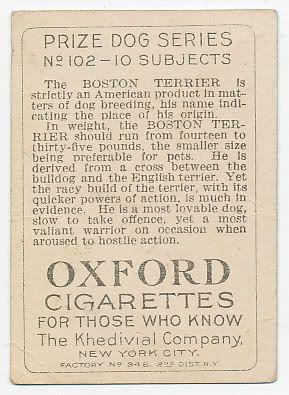 PRIZE DOG SERIES
No 102-10 SUBJECTS
The BOSTON TERRIER is
strictly an American product in mat-
ters of dog breeding, his name indi-
cating the place of his origin.
In weight, the BOSTON TER-
RIER should run from fourteen to
thirty-five pounds, the smaller size
being preferable for pets. He is
derived from a cross between the
bulldog and the English terrier. Yet
the racy build of the terrier, with its
quicker powers of action, is much in
evidence. He is a most lovable dog,
slow to take offence, yet a most
valiant warrior on occasion when
aroused to hostile action.
OXFORD
CIGARETTES
FOR THOSE WHO KNOW
The Khedivial Company,
NEW YORK CITY.
FACTORY No 648, 2ND DIST. N.Y.